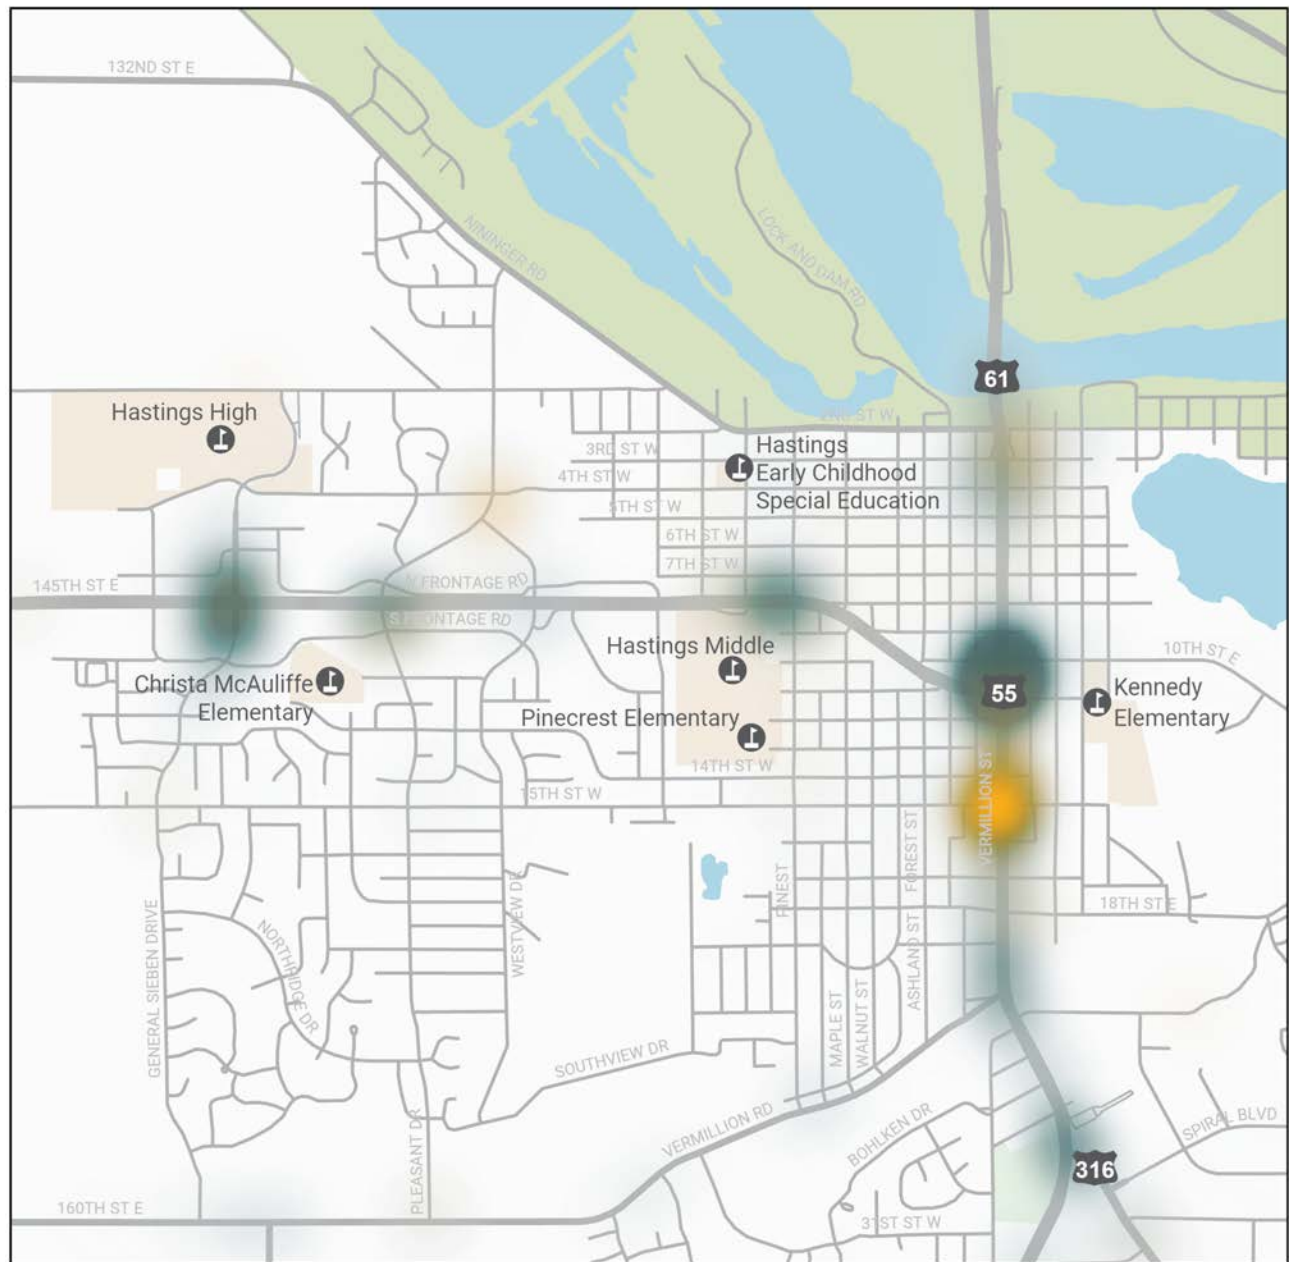 132ND ST E
NININGER RD
LOCK AND DAM RD
61
Hastings High
2ND ST W
3RD ST W
Hastings
Early Childhood
Special Education
4TH ST W
5TH ST W
6TH ST W
7TH ST W
145TH ST E
N FRONTAGE RD
S FRONTAGE RD
Hastings Middle
10TH ST E
Christa McAuliffe
Elementary
55
Kennedy
Elementary
Pinecrest Elementary
14TH ST W
15TH ST W
VERMILLION ST
PINEST
FOREST ST
ASHLAND ST
18TH ST E
WESTVIEW DR
GENERAL SIEBEN DRIVE
NORTHRIDGE DR
MAPLE ST
WALNUT ST
SOUTHVIEW DR
VERMILLION RD
BOHLKEN DR
SPIRAL BLVD
PLEASANT DR
316
160TH ST E
31ST ST W